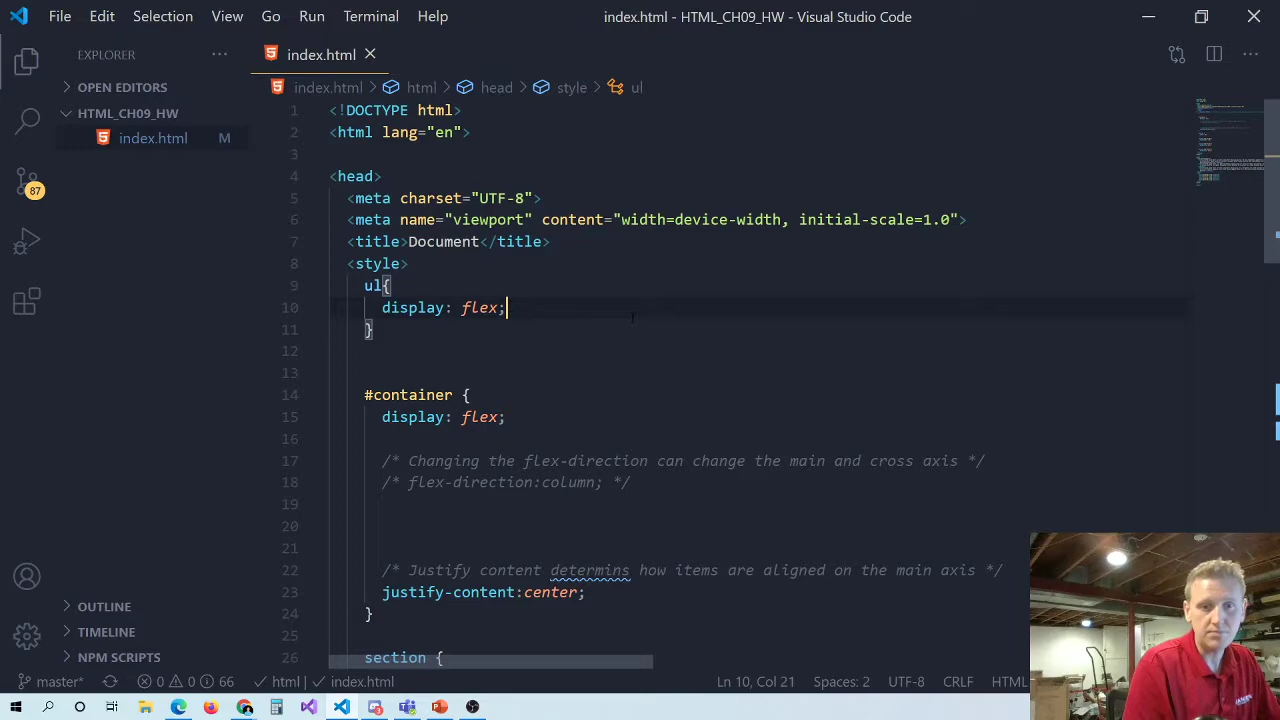 File Edit Selection View Go Run Terminal Help index.html - HTML_CH09_HW - Visual Studio Code
EXPLORER
OPEN EDITORS
HTML_CH09_HW
index.html M
87
OUTLINE
TIMELINE
NPM SCRIPTS
index.html
index.html > html > head > style > ul
1 <!DOCTYPE html>
2 <html lang="en">
3
4 <head>
5 <meta charset="UTF-8">
6 <meta name="viewport" content="width=device-width, initial-scale=1.0">
7 <title>Document</title>
8 <style>
9 ul{
10 display: flex;
11 }
12
13
14 #container {
15 display: flex;
16
17 /* Changing the flex-direction can change the main and cross axis */
18 /* flex-direction:column; */
19
20
21
22 /* Justify content determins how items are aligned on the main axis */
23 justify-content:center;
24 }
25
26 section {
master* 0 0 66 html index.html Ln 10, Col 21 Spaces: 2 UTF-8 CRLF HTML